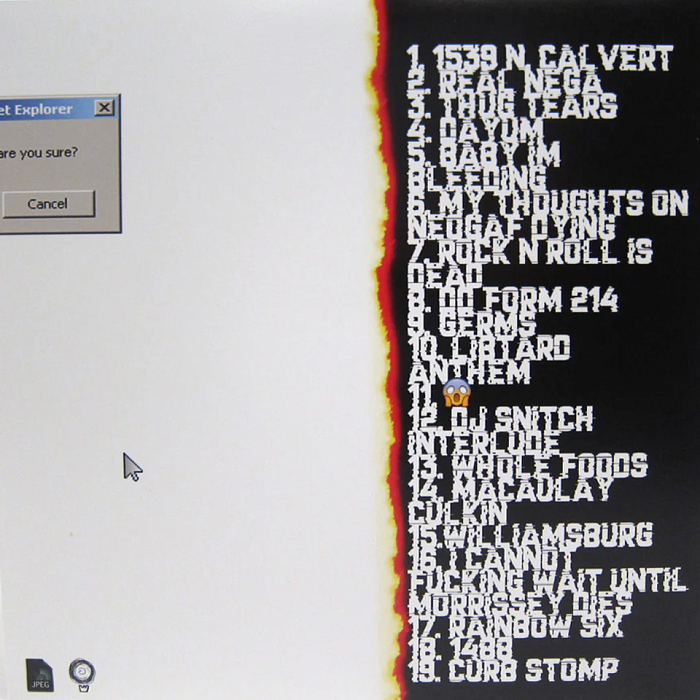 et Explorer
are you sure?
Cancel
JPEG
1. 1539 N. CALVERT
2. REAL NEGA
3. THUG TEARS
4. DAYUM
5. BABY IM
BLEEDING
6. MY THOUGHTS ON
NEOGAF DYING
7. ROCK N ROLL IS
DEAD
8. DD FORM 214
9. GERMS
10. LIBTARD
ANTHEM
11. 😱
12. DJ SNITCH
INTERLUDE
13. WHOLE FOODS
14. MACAULAY
CULKIN
15.WILLIAMSBURG
16. I CANNOT
FUCKING WAIT UNTIL
MORRISSEY DIES
17. RAINBOW SIX
18. 1488
19. CURB STOMP